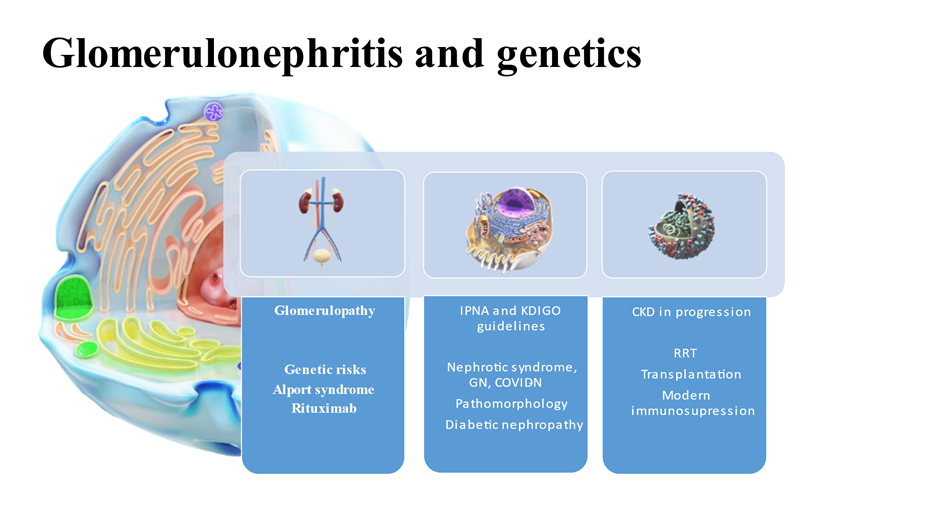 Glomerulonephritis and genetics
Glomerulopathy
Genetic risks
Alport syndrome
Rituximab
IPNA and KDIGO
guidelines
Nephrotic syndrome,
GN, COVIDN
Pathomorphology
Diabetic nephropathy
CKD in progression
RRT
Transplantation
Modern
immunosupression